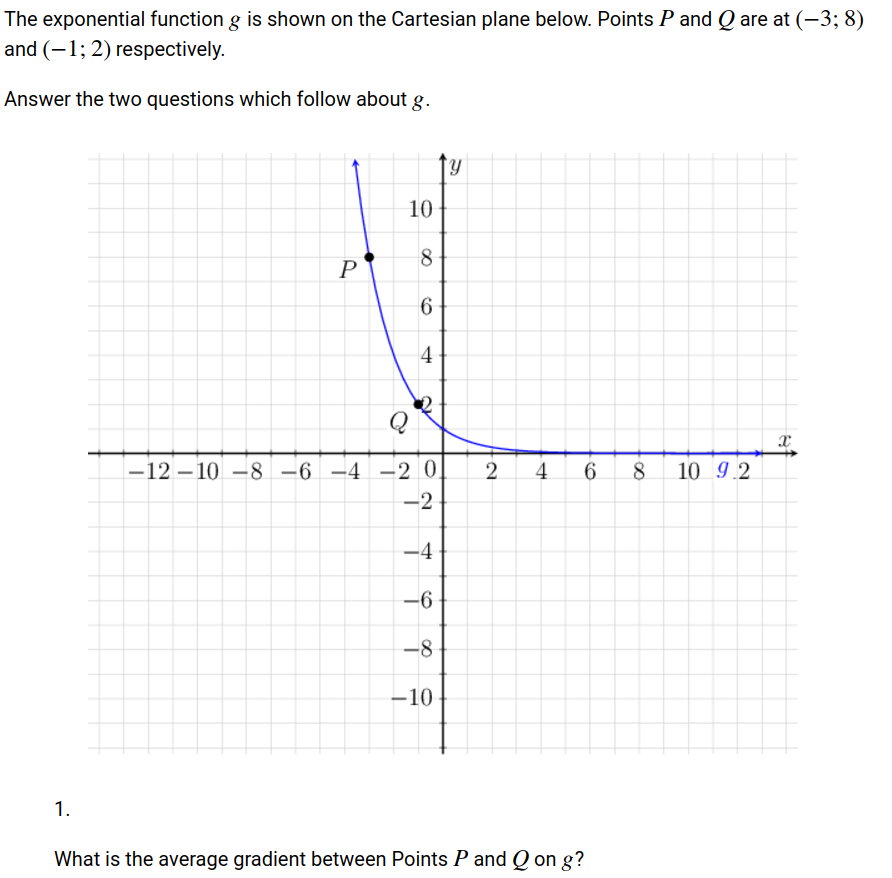 The exponential function g is shown on the Cartesian plane below. Points P and Q are at (−3; 8)
and (−1; 2) respectively.
Answer the two questions which follow about g.
y
10
8
P
6
4
2
Q
x
−12 −10 −8 −6 −4 −2 0 2 4 6 8 10 g 2
−2
−4
−6
−8
−10
1.
What is the average gradient between Points P and Q on g?